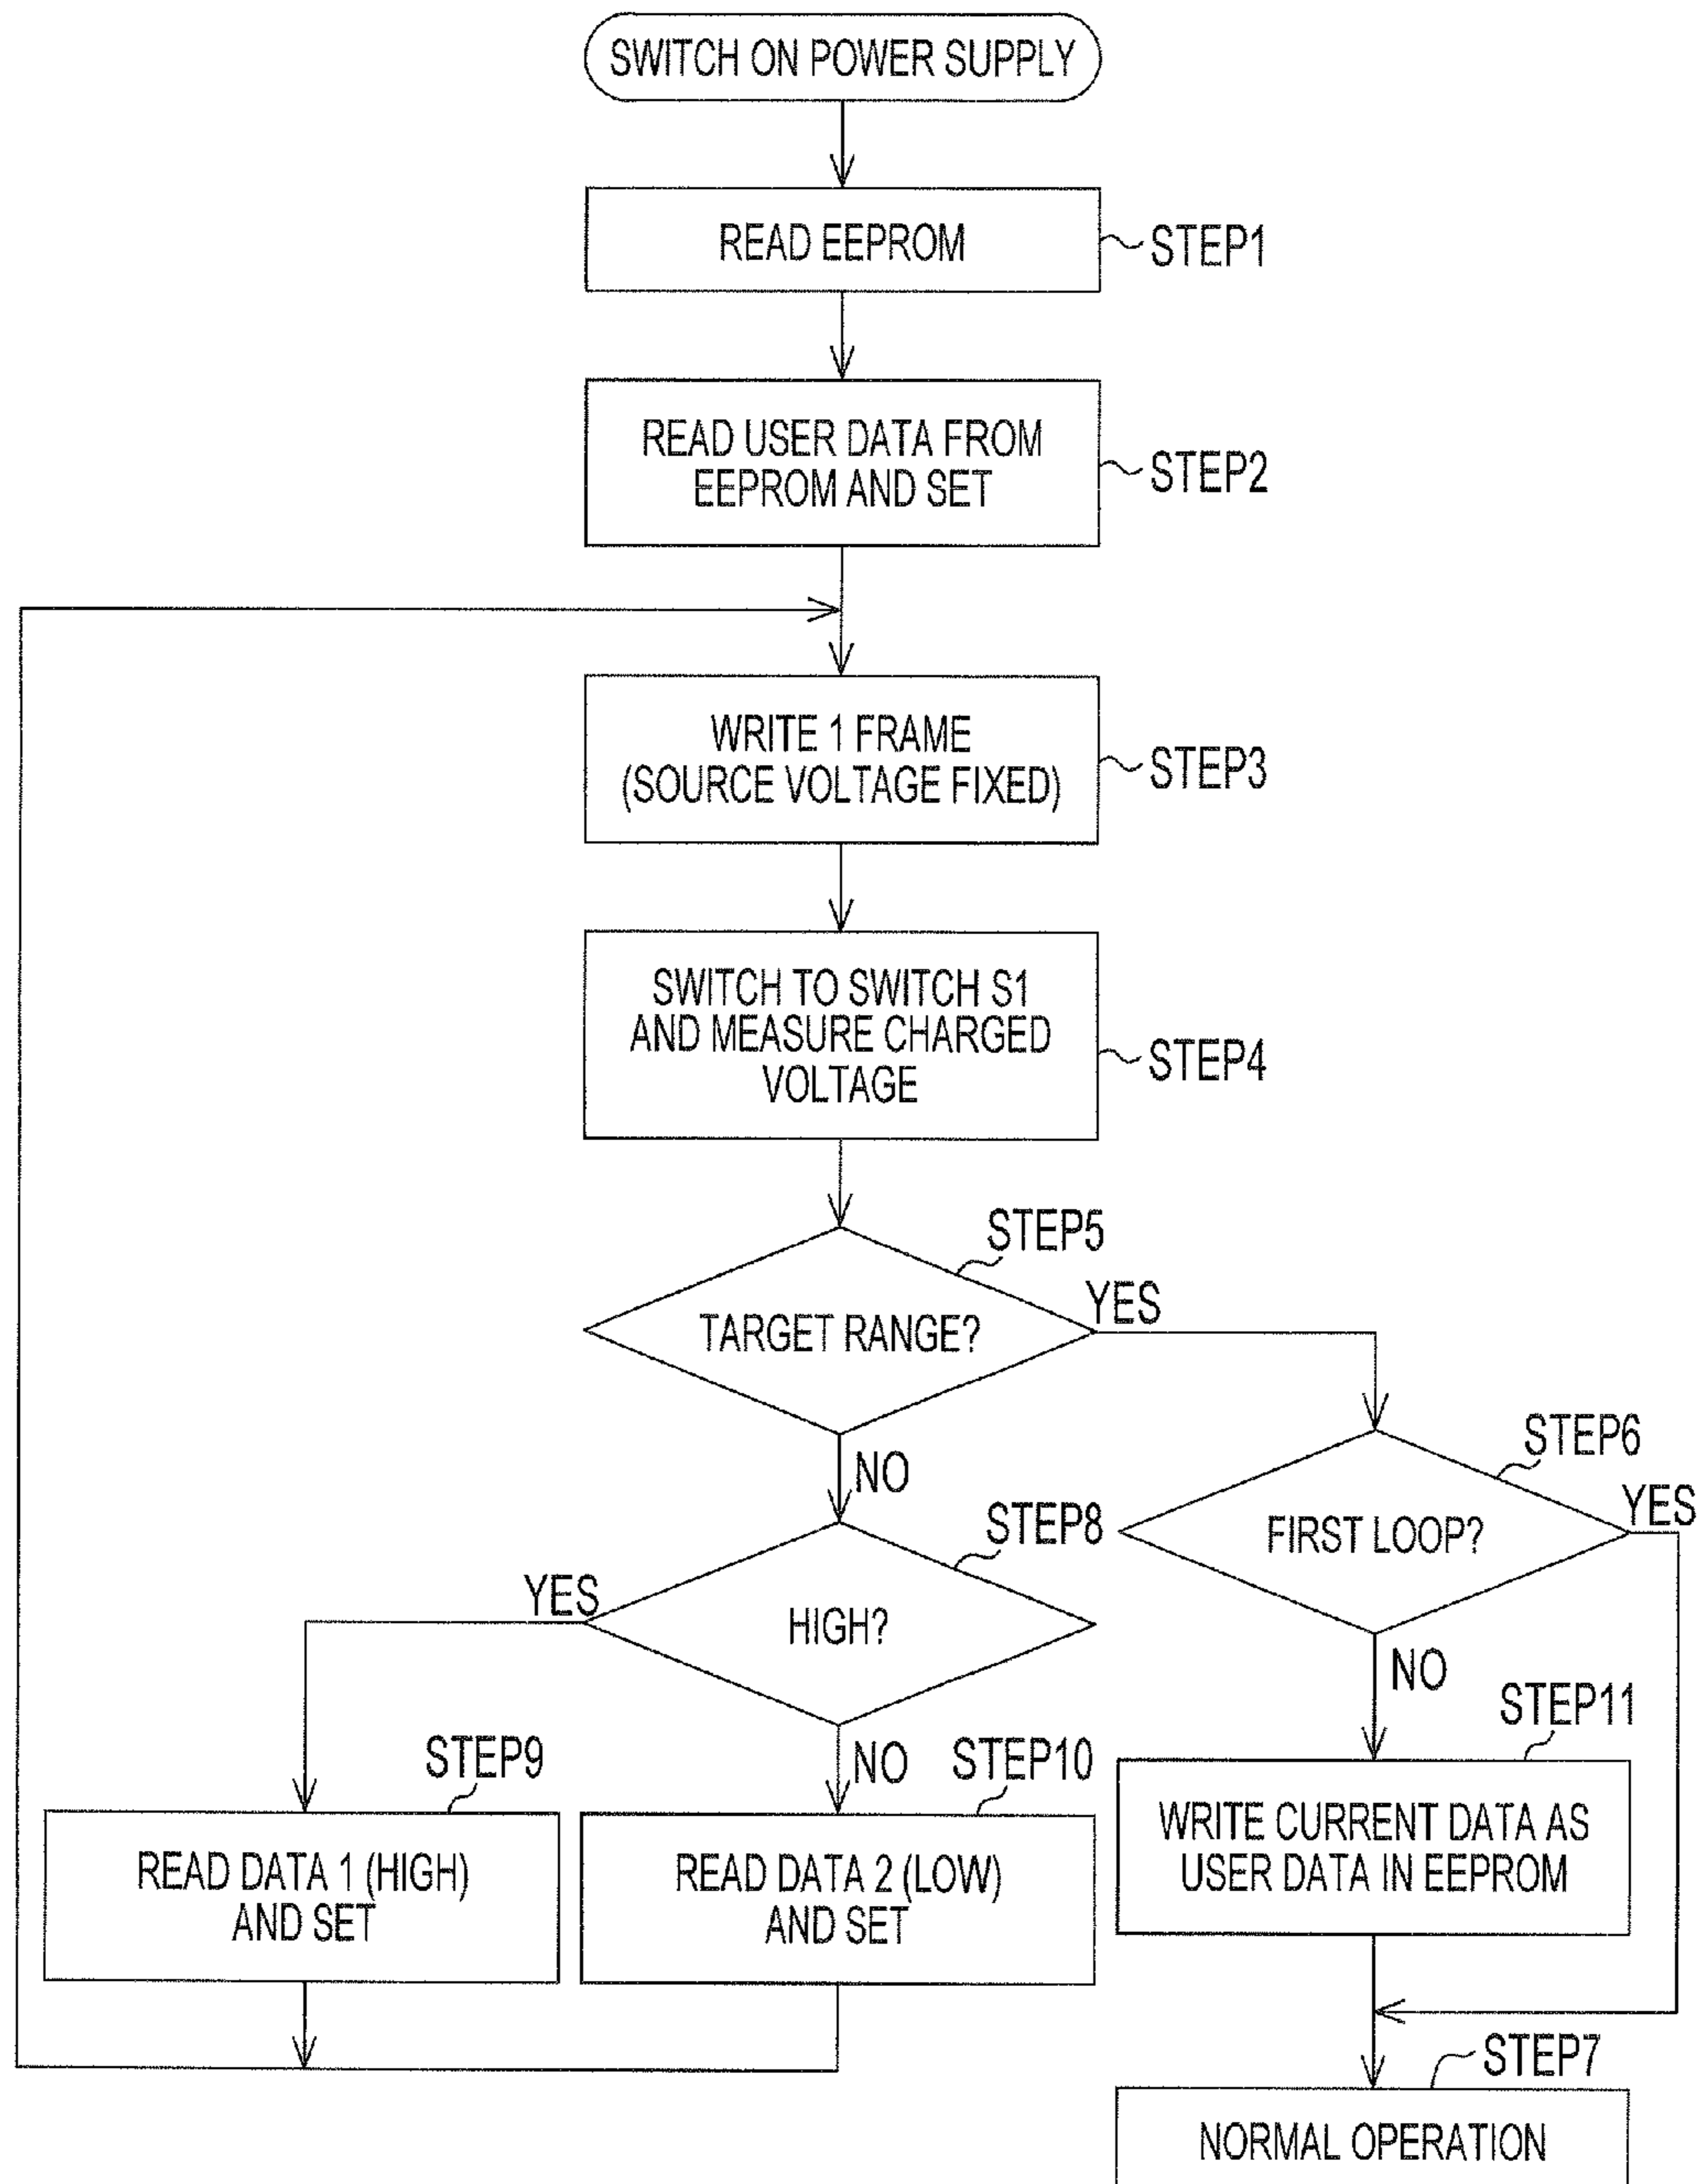 SWITCH ON POWER SUPPLY
READ EEPROM
STEP1
READ USER DATA FROM
EEPROM AND SET
STEP2
WRITE 1 FRAME
(SOURCE VOLTAGE FIXED)
STEP3
SWITCH TO SWITCH S1
AND MEASURE CHARGED
VOLTAGE
STEP4
STEP5
TARGET RANGE?
YES
NO
STEP6
FIRST LOOP?
YES
NO
STEP8
HIGH?
YES
NO
STEP9
READ DATA 1 (HIGH)
AND SET
STEP10
READ DATA 2 (LOW)
AND SET
STEP11
WRITE CURRENT DATA AS
USER DATA IN EEPROM
STEP7
NORMAL OPERATION